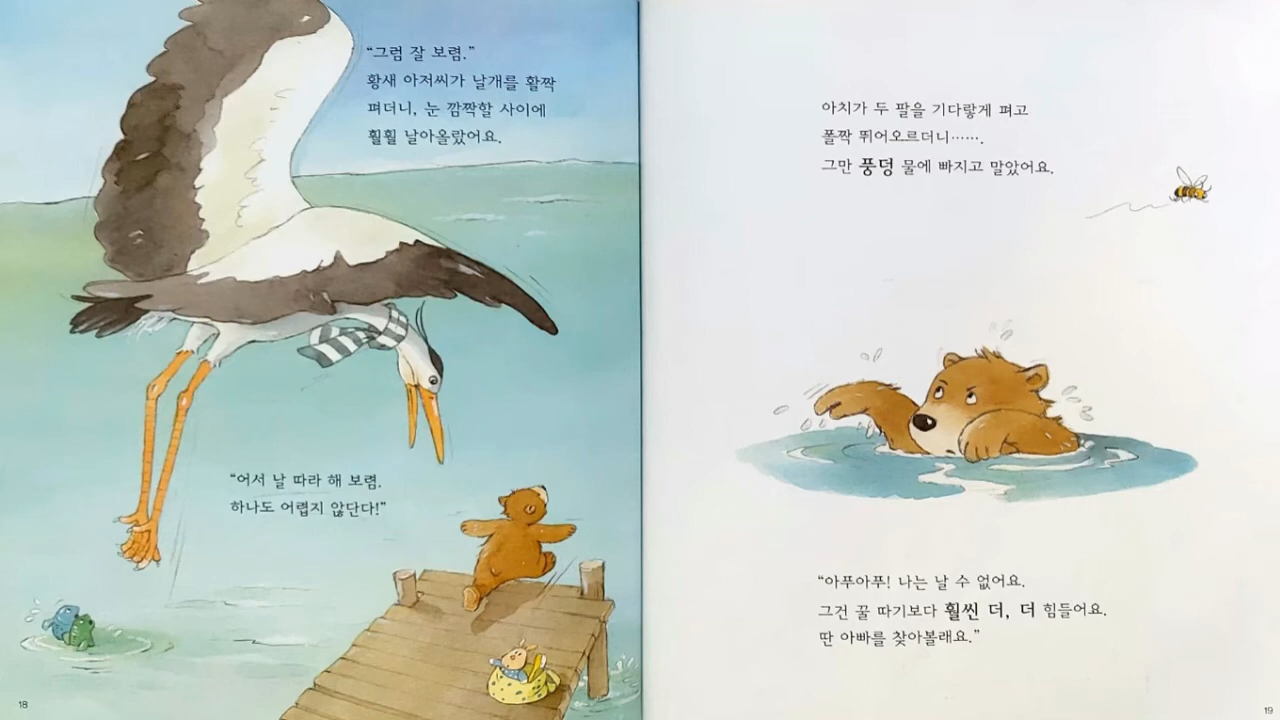 “그럼 잘 보렴.”
황새 아저씨가 날개를 활짝
펴더니, 눈 깜짝할 사이에
훨훨 날아올랐어요.
“어서 날 따라 해 보렴.
하나도 어렵지 않단다!”
18
아치가 두 팔을 기다랗게 펴고
폴짝 뛰어오르더니…….
그만 풍덩 물에 빠지고 말았어요.
“아푸아푸! 나는 날 수 없어요.
그건 꿀 따기보다 훨씬 더, 더 힘들어요.
딴 아빠를 찾아볼래요.”
19